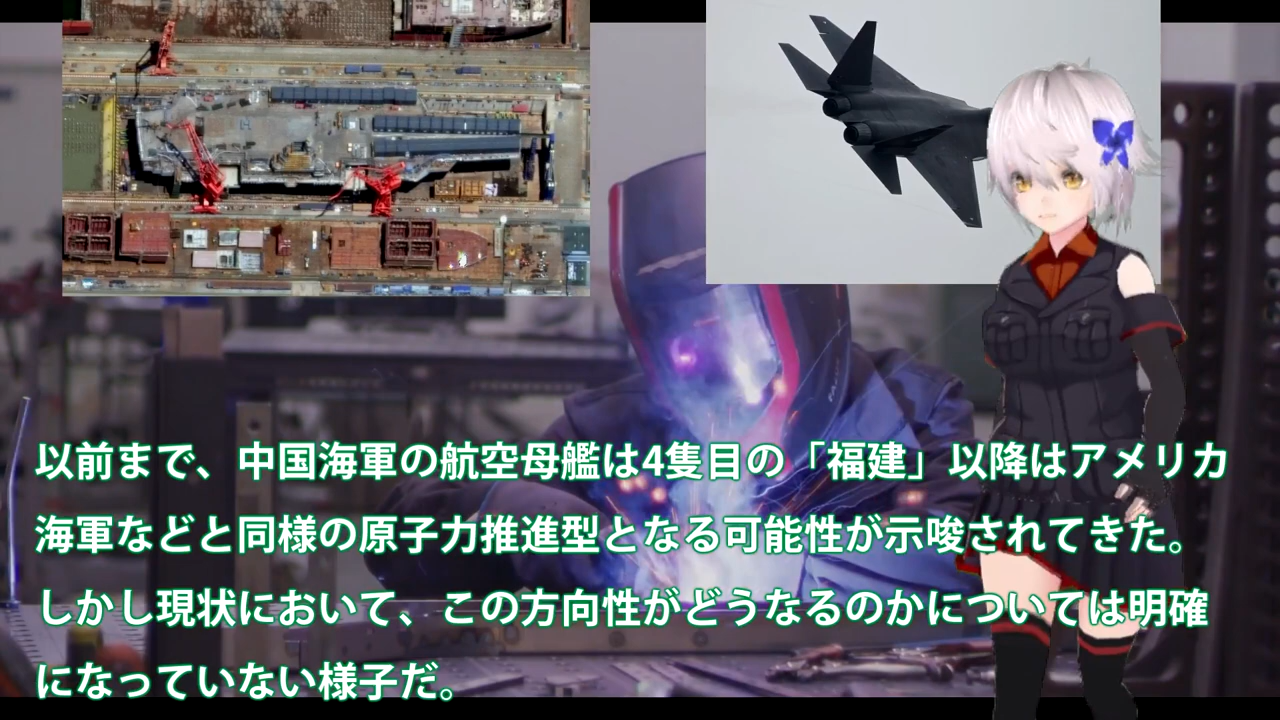 以前まで、中国海軍の航空母艦は4隻目の「福建」以降はアメリカ
海軍などと同様の原子力推進型となる可能性が示唆されてきた。
しかし現状において、この方向性がどうなるのかについては明確
になっていない様子だ。